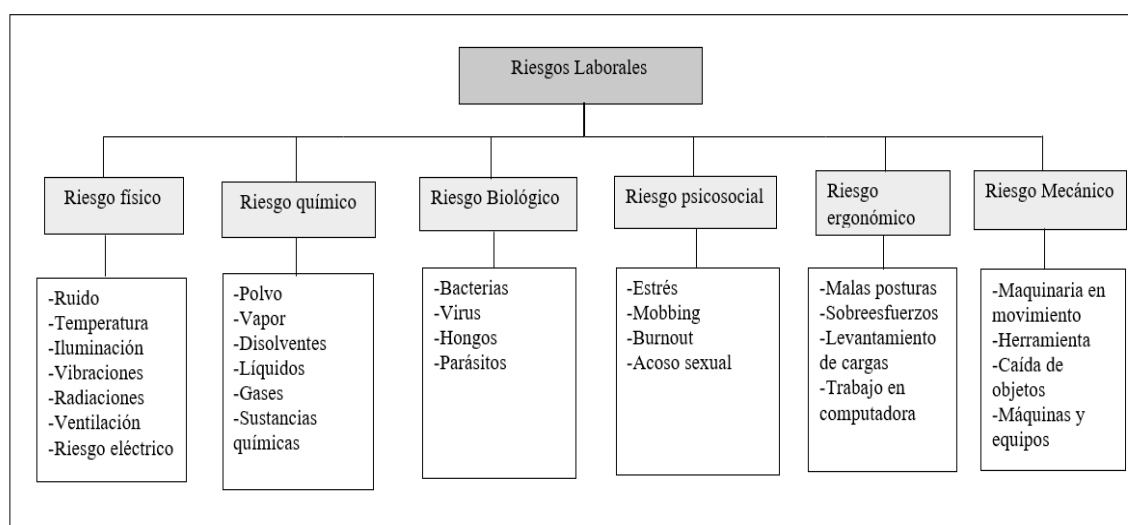 Riesgos Laborales
Riesgo físico
-Ruido
-Temperatura
-Iluminación
-Vibraciones
-Radiaciones
-Ventilación
-Riesgo eléctrico
Riesgo químico
-Polvo
-Vapor
-Disolventes
-Líquidos
-Gases
-Sustancias
químicas
Riesgo Biológico
-Bacterias
-Virus
-Hongos
-Parásitos
Riesgo psicosocial
-Estrés
-Mobbing
-Burnout
-Acoso sexual
Riesgo
ergonómico
-Malas posturas
-Sobreesfuerzos
-Levantamiento
de cargas
-Trabajo en
computadora
Riesgo Mecánico
-Maquinaria en
movimiento
-Herramienta
-Caída de
objetos
-Máquinas y
equipos